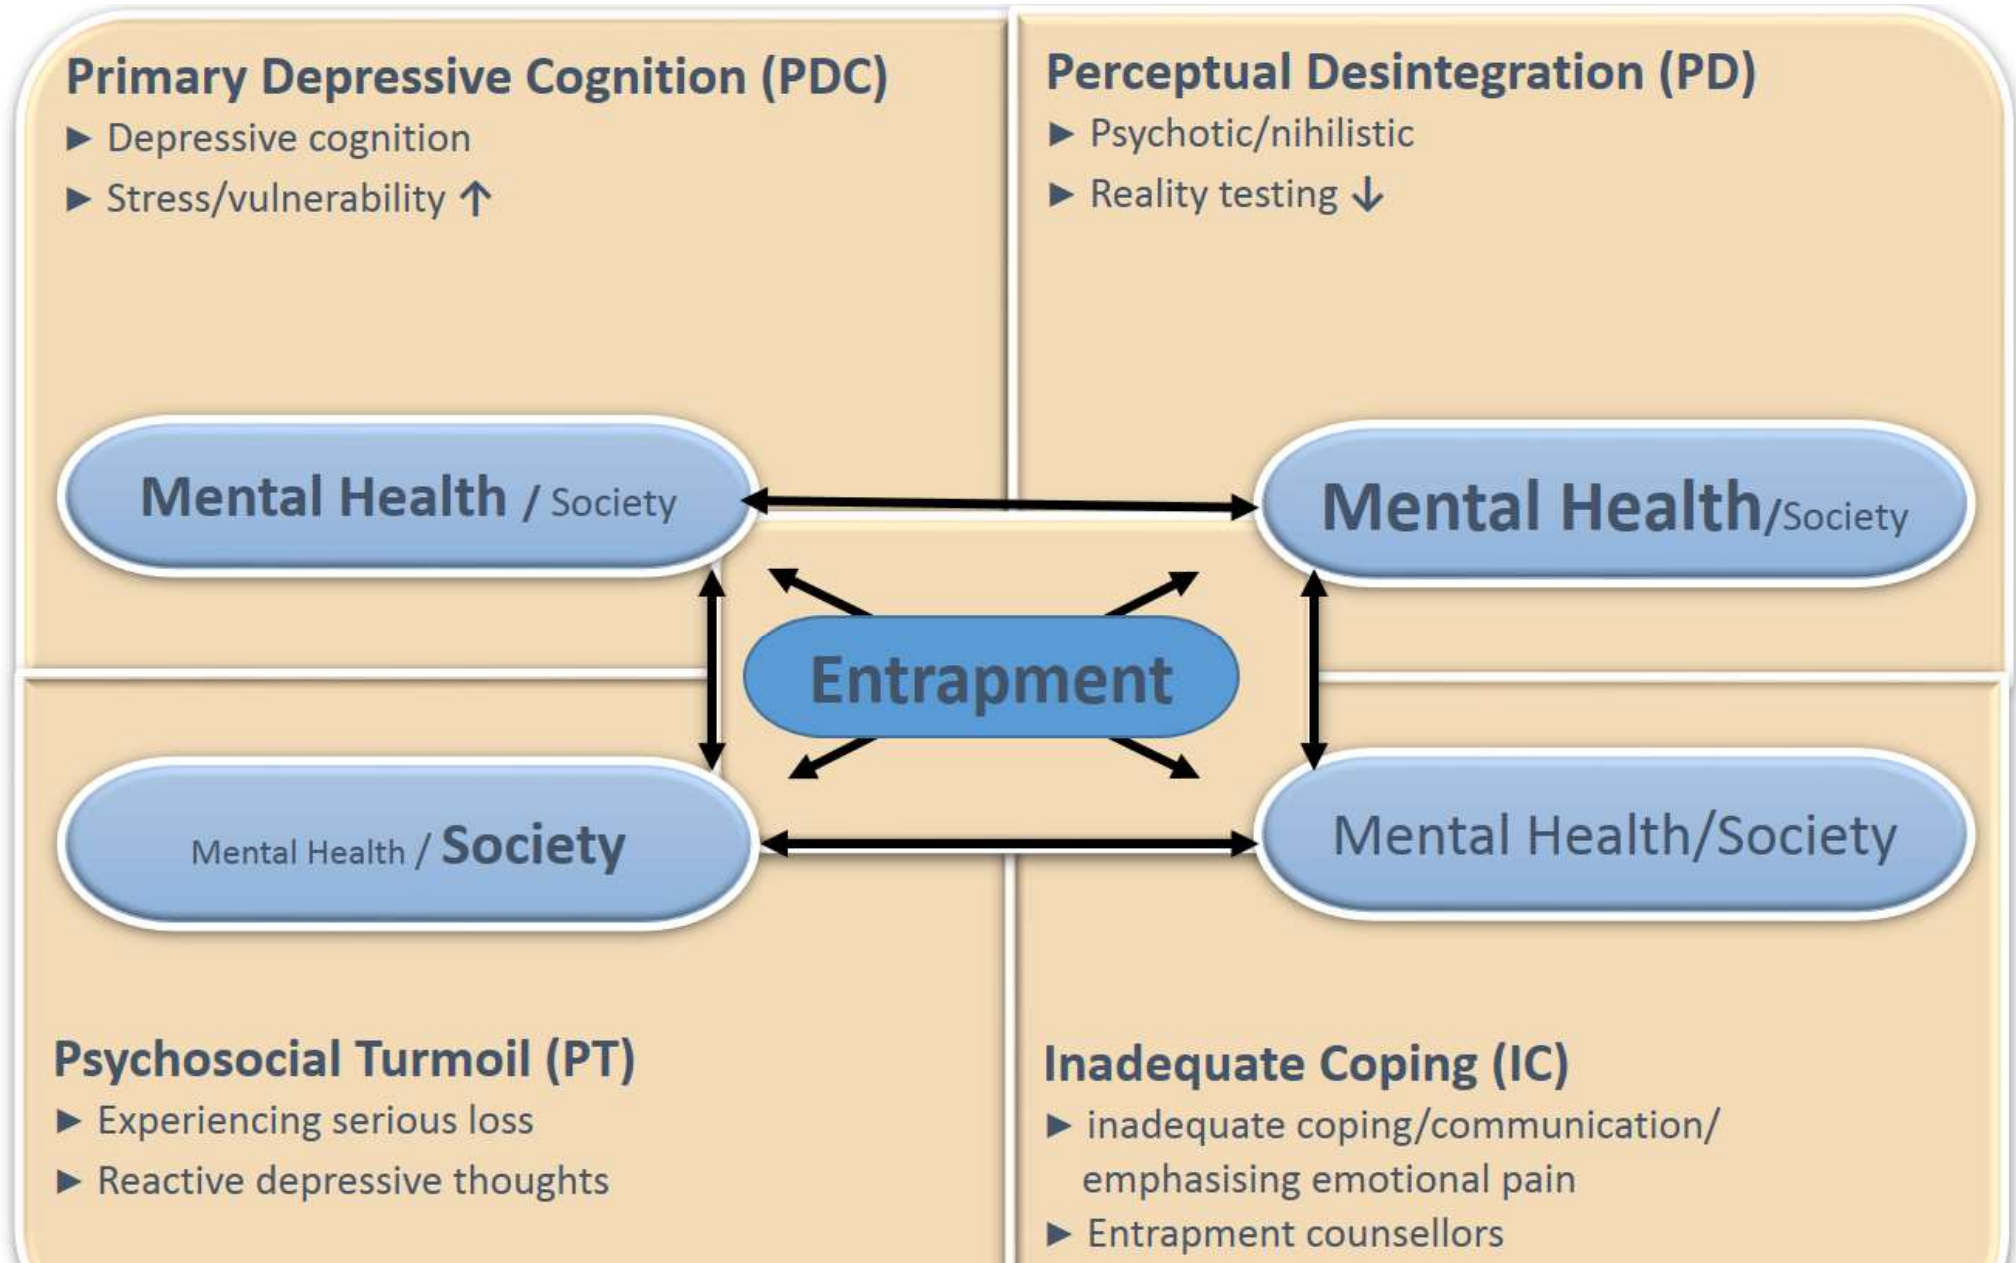 Primary Depressive Cognition (PDC)
► Depressive cognition
► Stress/vulnerability ↑
Perceptual Desintegration (PD)
► Psychotic/nihilistic
► Reality testing ↓
Mental Health / Society
Mental Health/Society
Entrapment
Mental Health / Society
Mental Health/Society
Psychosocial Turmoil (PT)
► Experiencing serious loss
► Reactive depressive thoughts
Inadequate Coping (IC)
► inadequate coping/communication/
emphasising emotional pain
► Entrapment counsellors